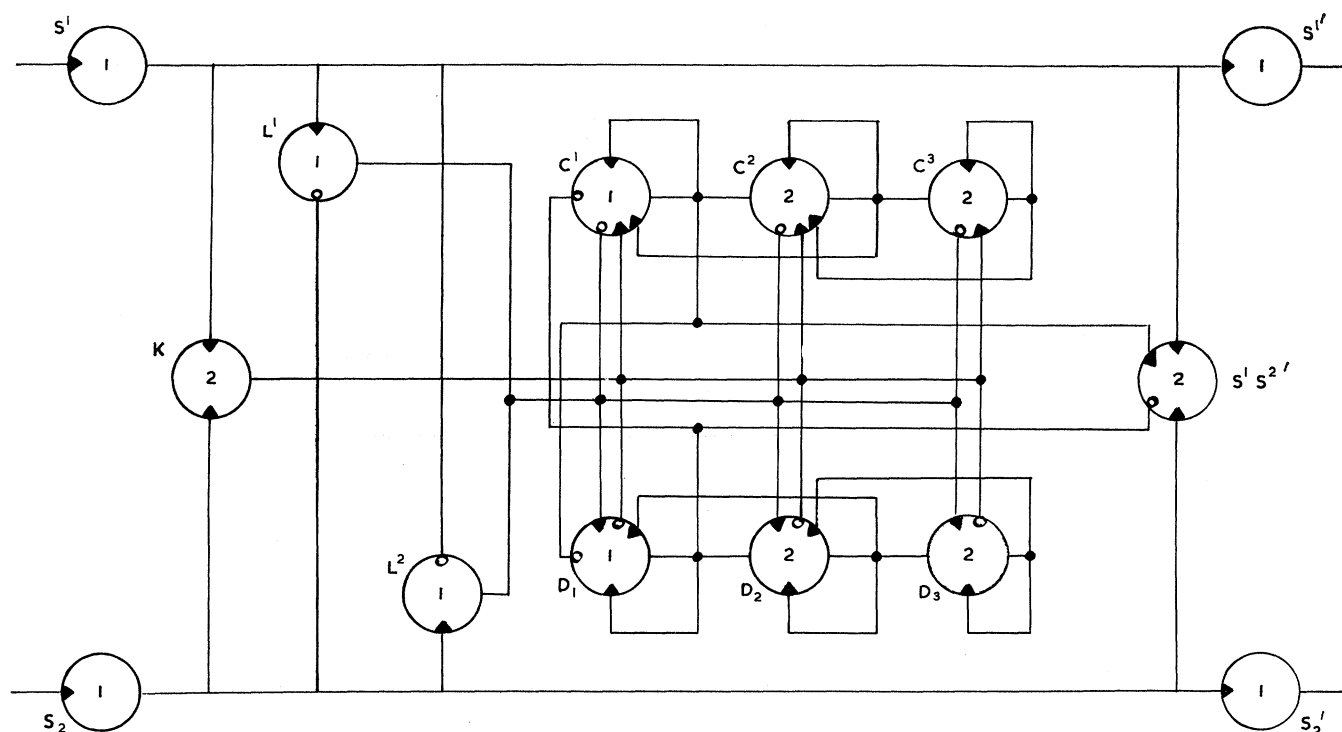 S¹ 1
S¹′ 1
L¹ 1
C¹ 1
C² 2
C³ 2
K 2
2 S¹ S²′
L² 1
D₁ 1
D₂ 2
D₃ 2
S₂ 1
S₂′ 1